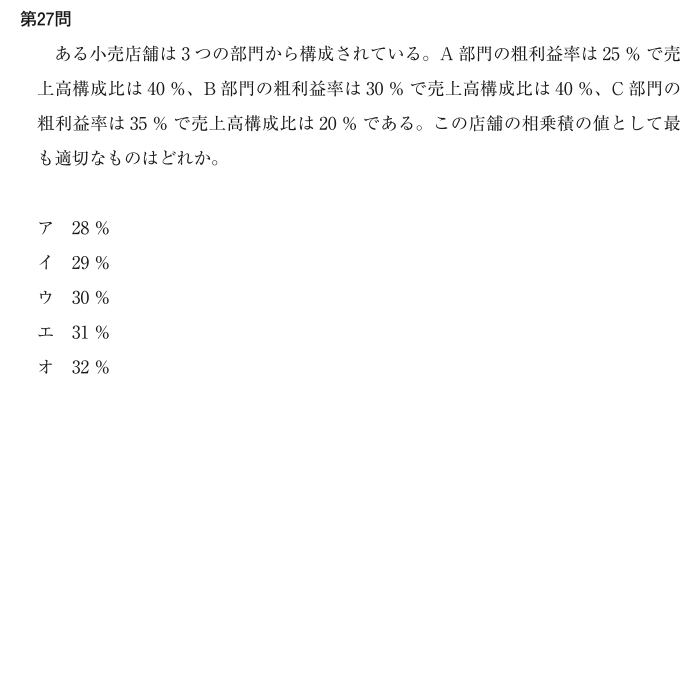 第27問
ある小売店舗は3つの部門から構成されている。A 部門の粗利益率は 25 % で売
上高構成比は 40 %、B 部門の粗利益率は 30 % で売上高構成比は 40 %、C 部門の
粗利益率は 35 % で売上高構成比は 20 % である。この店舗の相乗積の値として最
も適切なものはどれか。
ア 28 %
イ 29 %
ウ 30 %
エ 31 %
オ 32 %